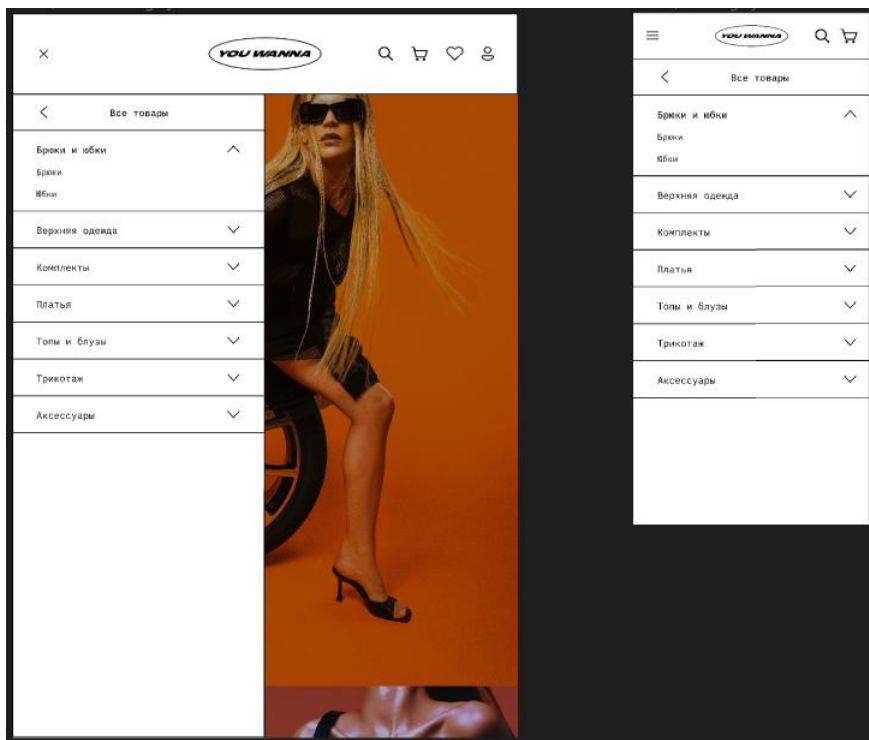 YOU WANNA
Все товары
Брюки и юбки
Брюки
Юбки
Верхняя одежда
Комплекты
Платья
Топы и блузы
Трикотаж
Аксессуары
YOU WANNA
Все товары
Брюки и юбки
Брюки
Юбки
Верхняя одежда
Комплекты
Платья
Топы и блузы
Трикотаж
Аксессуары